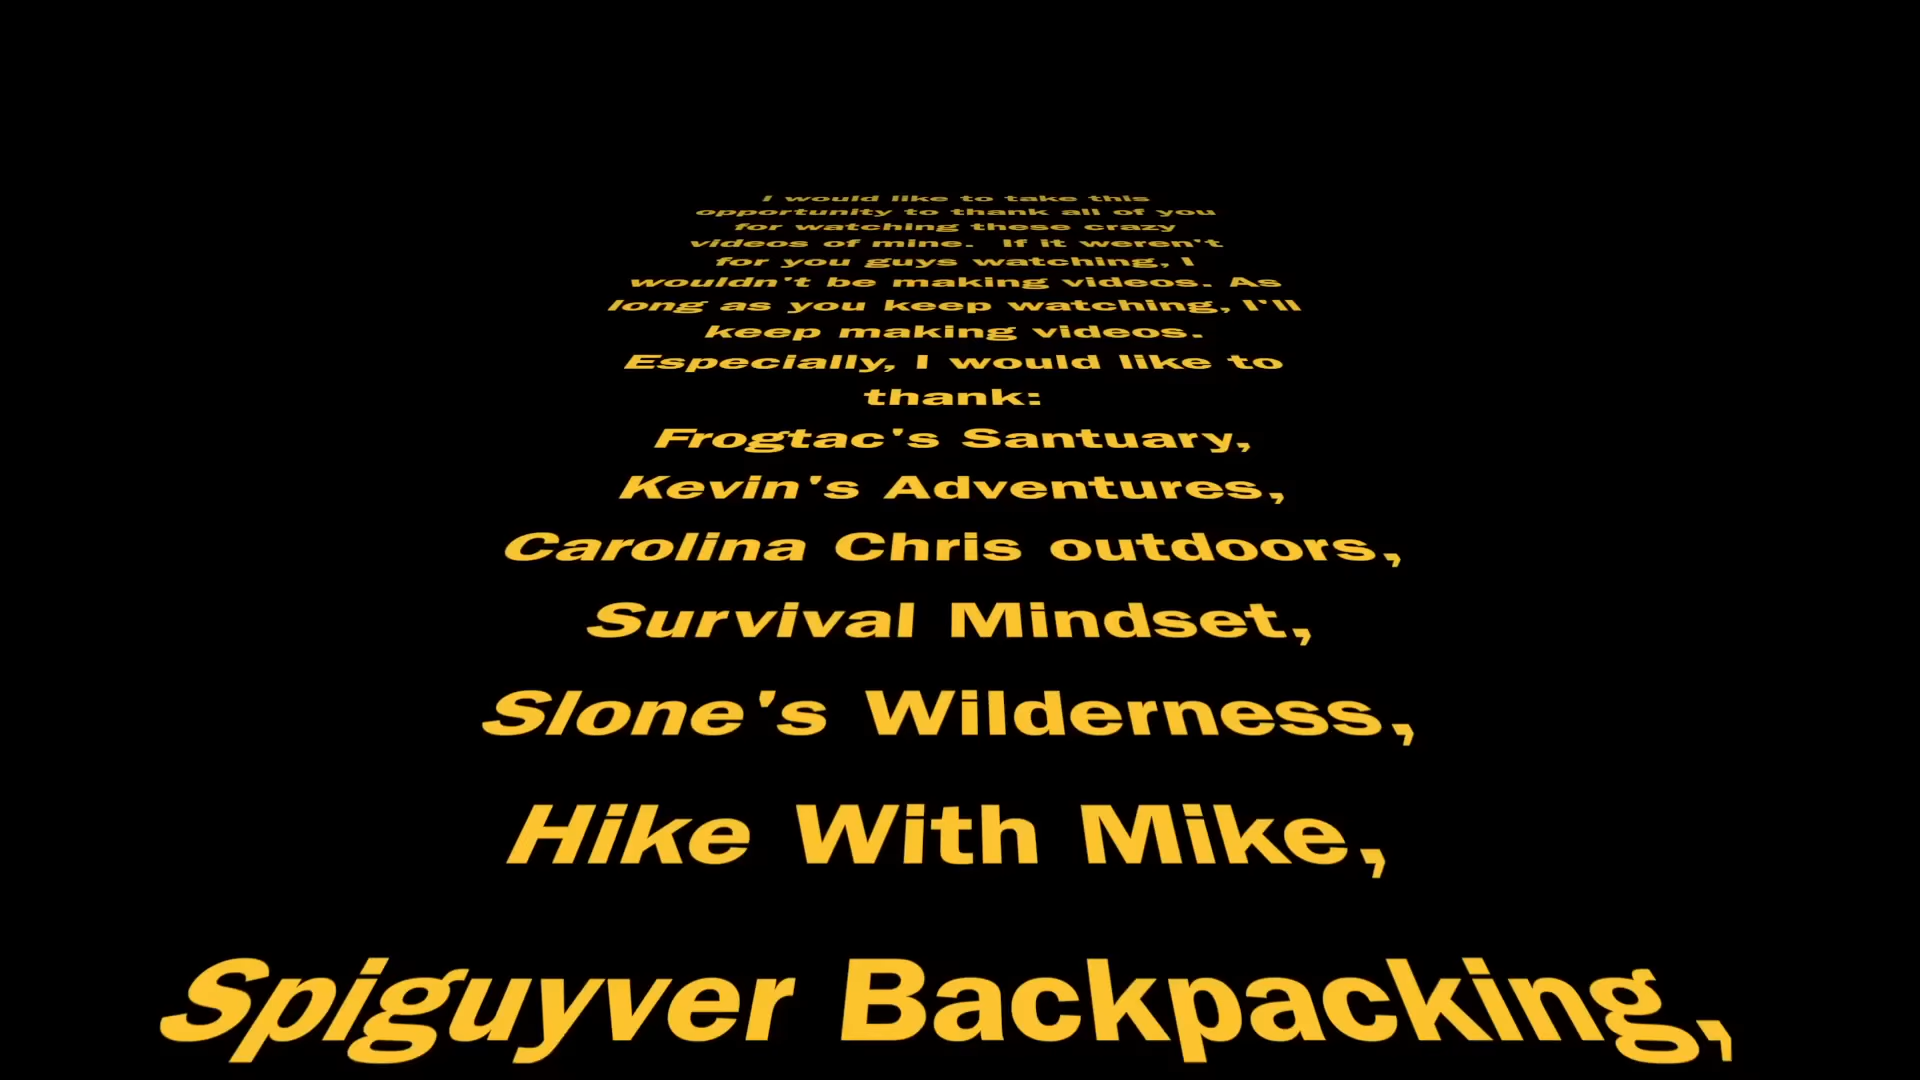 I would like to take this
opportunity to thank all of you
for watching these crazy
videos of mine.  If it weren't
for you guys watching, I
wouldn't be making videos. As
long as you keep watching, I'll
keep making videos.
Especially, I would like to
thank:
Frogtac's Santuary,
Kevin's Adventures,
Carolina Chris outdoors,
Survival Mindset,
Slone's Wilderness,
Hike With Mike,
Spiguyver Backpacking,